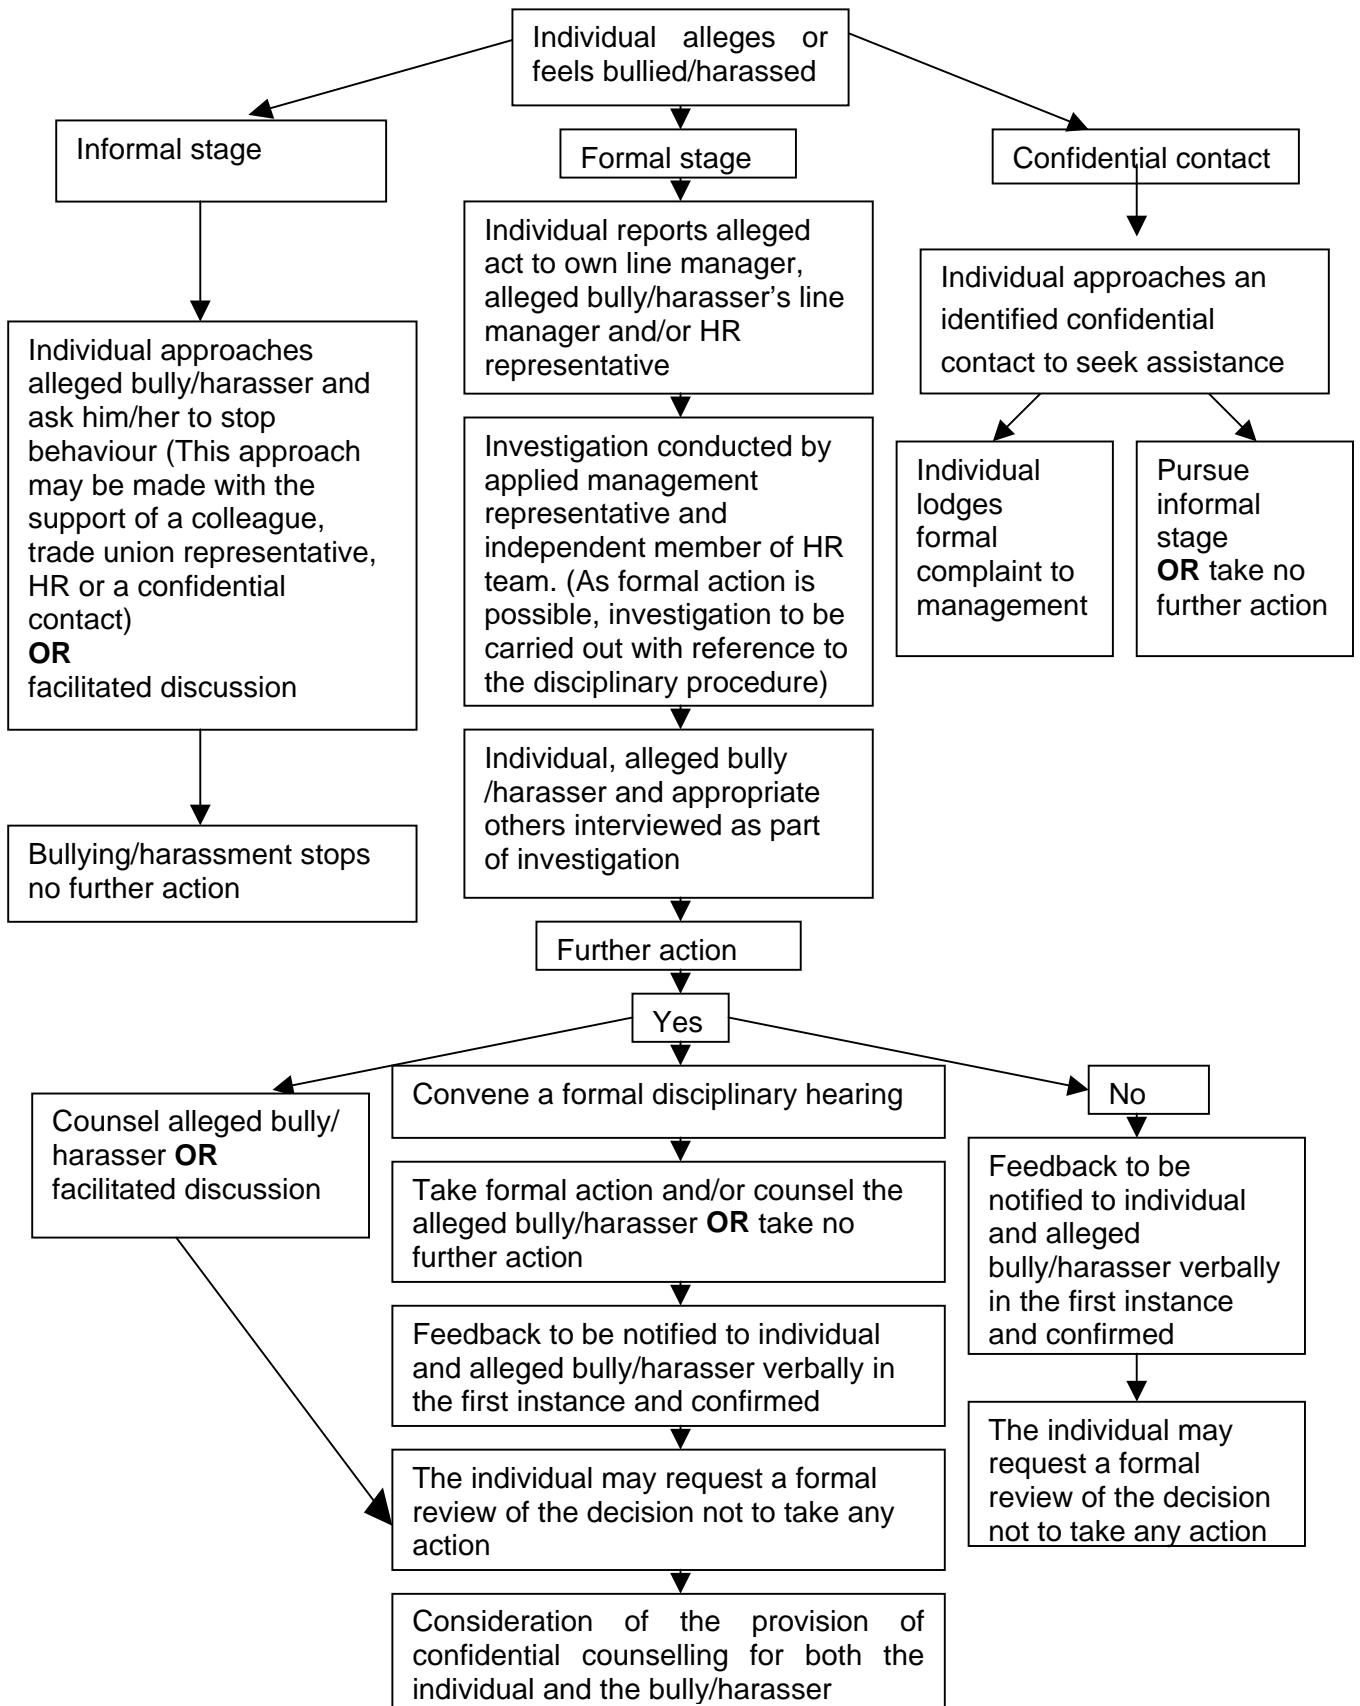 Individual alleges or
feels bullied/harassed
Informal stage
Formal stage
Confidential contact
Individual reports alleged
act to own line manager,
alleged bully/harasser’s line
manager and/or HR
representative
Individual approaches an
identified confidential
contact to seek assistance
Individual approaches
alleged bully/harasser and
ask him/her to stop
behaviour (This approach
may be made with the
support of a colleague,
trade union representative,
HR or a confidential
contact)
OR
facilitated discussion
Investigation conducted by
applied management
representative and
independent member of HR
team. (As formal action is
possible, investigation to be
carried out with reference to
the disciplinary procedure)
Individual
lodges
formal
complaint to
management
Pursue
informal
stage
OR take no
further action
Individual, alleged bully
/harasser and appropriate
others interviewed as part
of investigation
Bullying/harassment stops
no further action
Further action
Yes
Counsel alleged bully/
harasser OR
facilitated discussion
Convene a formal disciplinary hearing
No
Take formal action and/or counsel the
alleged bully/harasser OR take no
further action
Feedback to be
notified to individual
and alleged
bully/harasser verbally
in the first instance
and confirmed
Feedback to be notified to individual
and alleged bully/harasser verbally in
the first instance and confirmed
The individual may request a formal
review of the decision not to take any
action
The individual may
request a formal
review of the decision
not to take any action
Consideration of the provision of
confidential counselling for both the
individual and the bully/harasser